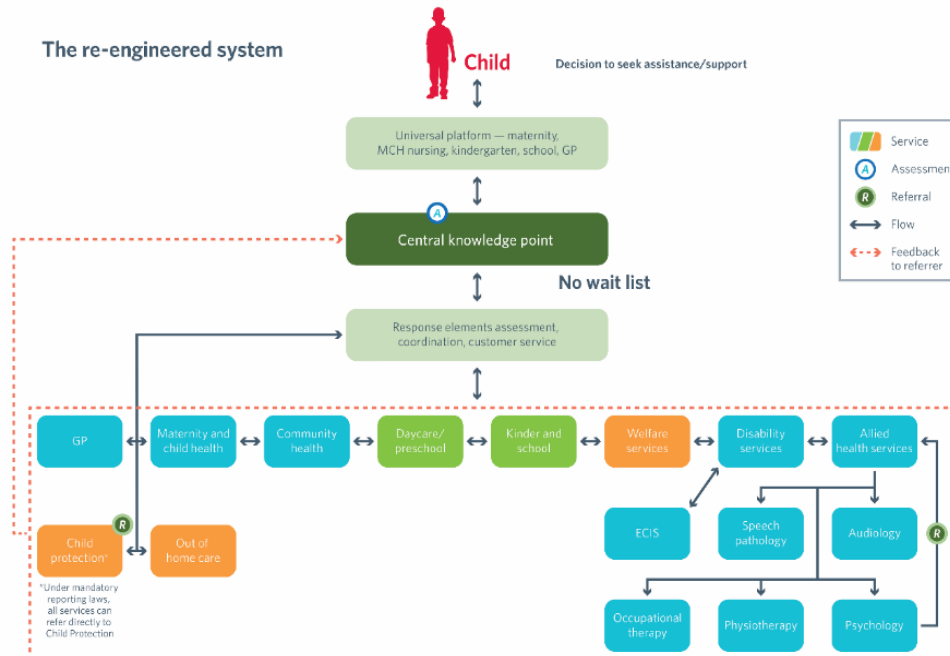 The re-engineered system
Child
Decision to seek assistance/support
Universal platform — maternity,
MCH nursing, kindergarten, school, GP
A
Central knowledge point
No wait list
Response elements assessment,
coordination, customer service
Service
A
Assessmen
R
Referral
Flow
Feedback
to referrer
GP
Maternity and
child health
Community
health
Daycare/
preschool
Kinder and
school
Welfare
services
Disability
services
Allied
health services
R
Child
protection*
Out of
home care
ECIS
Speech
pathology
Audiology
R
*Under mandatory
reporting laws,
all services can
refer directly to
Child Protection
Occupational
therapy
Physiotherapy
Psychology